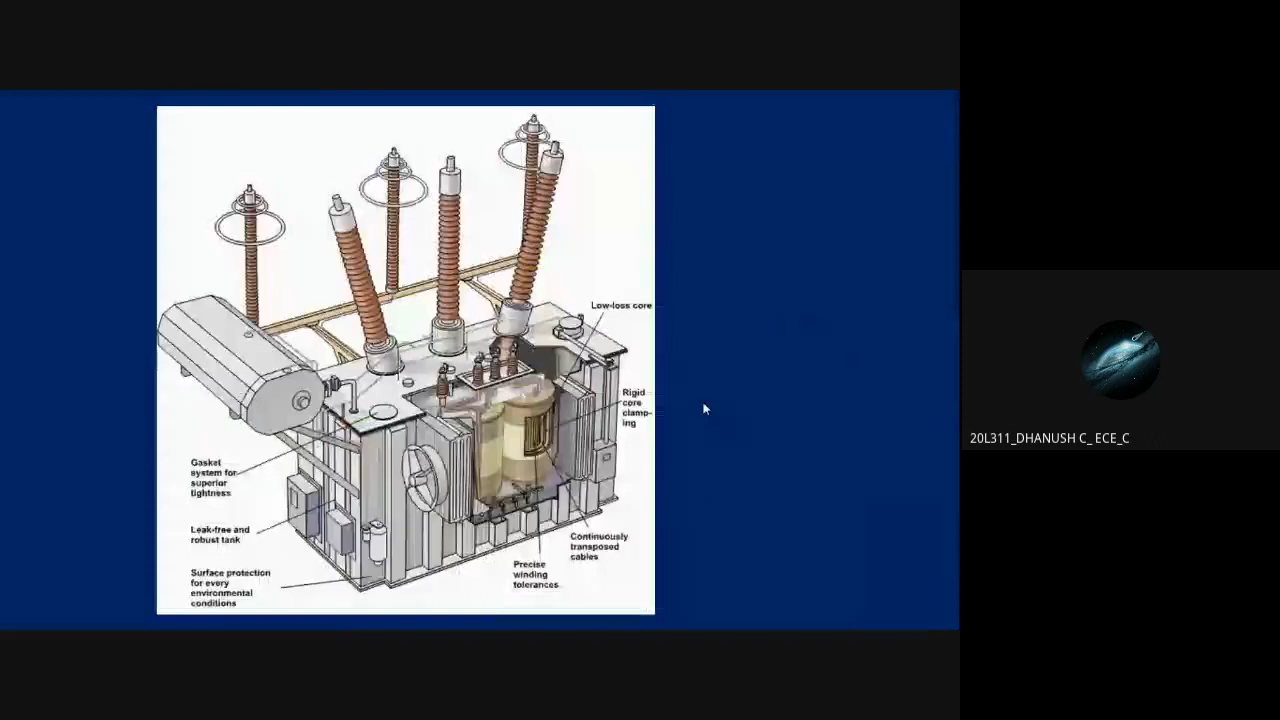 Low-loss core
Rigid
core
clamp-
ing
Gasket
system for
superior
tightness
Leak-free and
robust tank
Surface protection
for every
environmental
conditions
Precise
winding
tolerances
Continuously
transposed
cables
20L311_DHANUSH C_ ECE_C